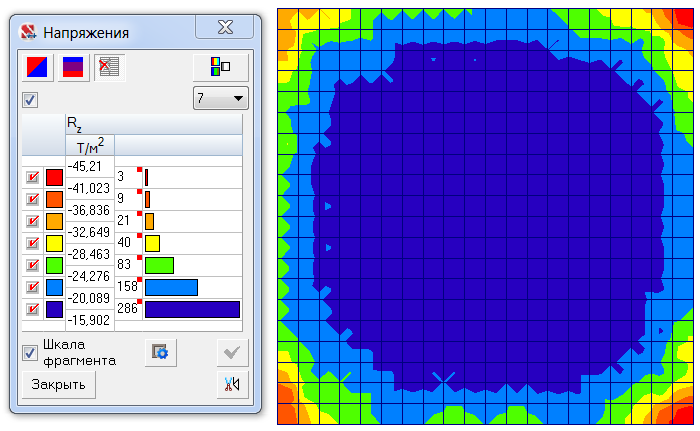 Напряжения
7
Rz
Т/м2
-45,21
3
-41,023
9
-36,836
21
-32,649
40
-28,463
83
-24,276
158
-20,089
286
-15,902
Шкала
фрагмента
Закрыть